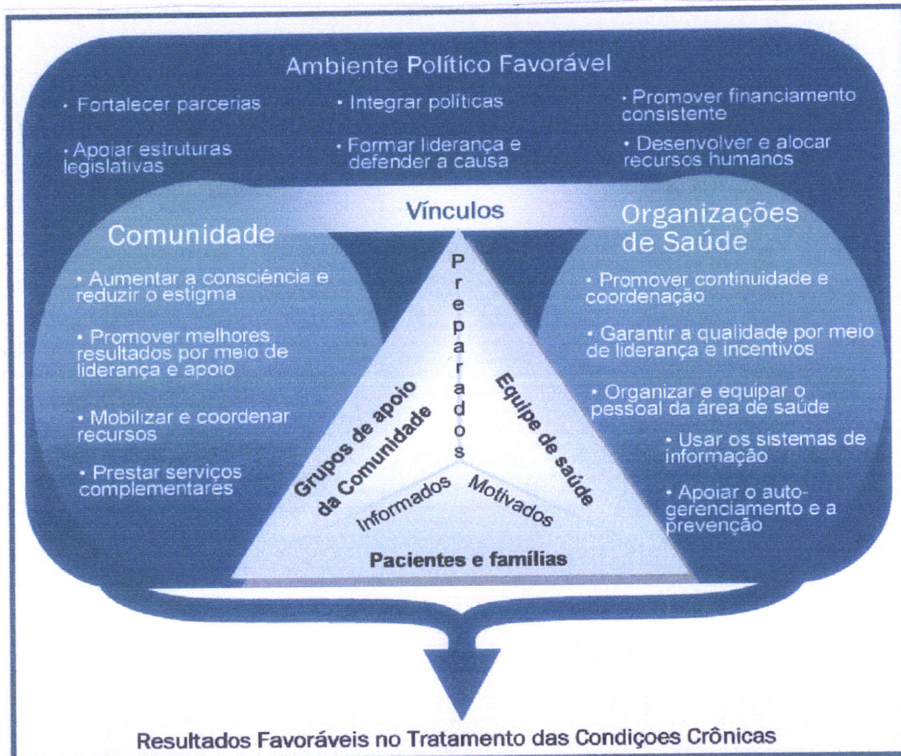 Ambiente Político Favorável
• Fortalecer parcerias
• Apoiar estruturas
legislativas
• Integrar políticas
• Formar liderança e
defender a causa
• Promover financiamento
consistente
• Desenvolver e alocar
recursos humanos
Vínculos
Comunidade
• Aumentar a consciência e
reduzir o estigma
• Promover melhores
resultados por meio de
liderança e apoio
• Mobilizar e coordenar
recursos
• Prestar serviços
complementares
Preparados
Grupos de apoio
da Comunidade
Equipe de saúde
Informados
Motivados
Pacientes e famílias
Organizações
de Saúde
• Promover continuidade e
coordenação
• Garantir a qualidade por meio
de liderança e incentivos
• Organizar e equipar o
pessoal da área de saúde
• Usar os sistemas de
informação
• Apoiar o auto-
gerenciamento e a
prevenção
Resultados Favoráveis no Tratamento das Condiçoes Crônicas